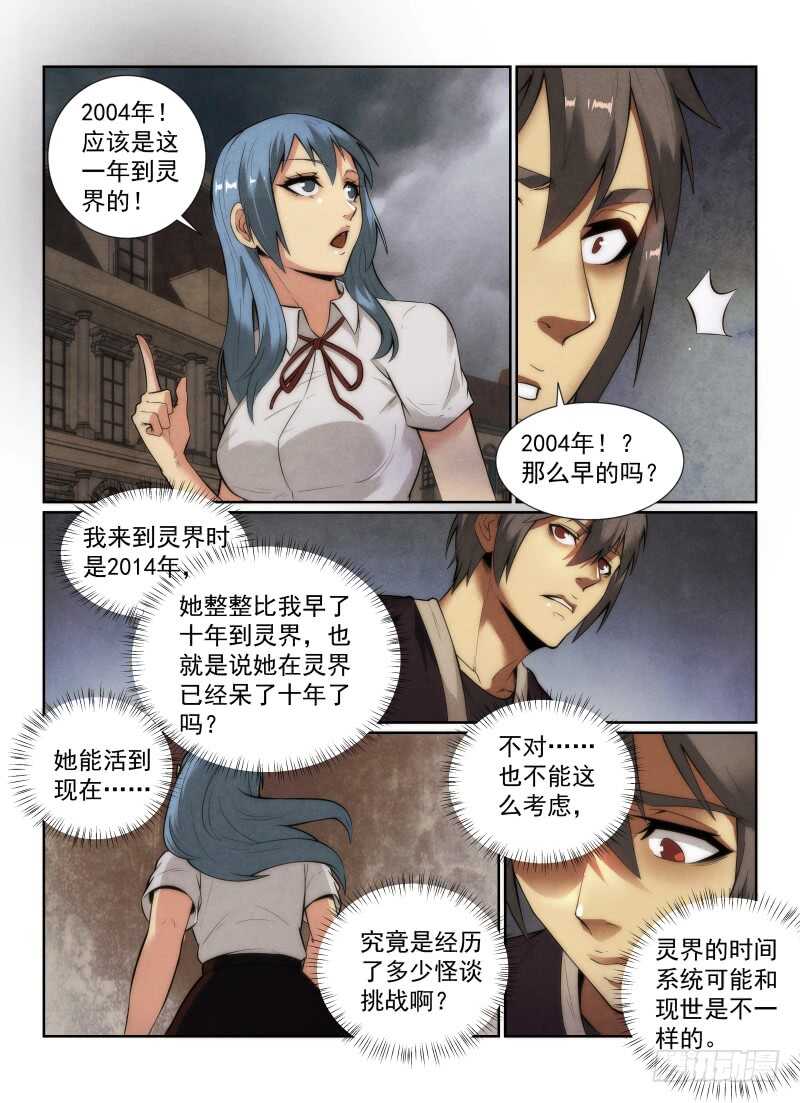 2004年！
应该是这
一年到灵
界的！
2004年！？
那么早的吗？
我来到灵界时
是2014年，
她整整比我早了
十年到灵界，也
就是说她在灵界
已经呆了十年了
吗？
她能活到
现在……
究竟是经历
了多少怪谈
挑战啊？
不对……
也不能这
么考虑，
灵界的时间
系统可能和
现世是不一
样的。
腾讯动漫